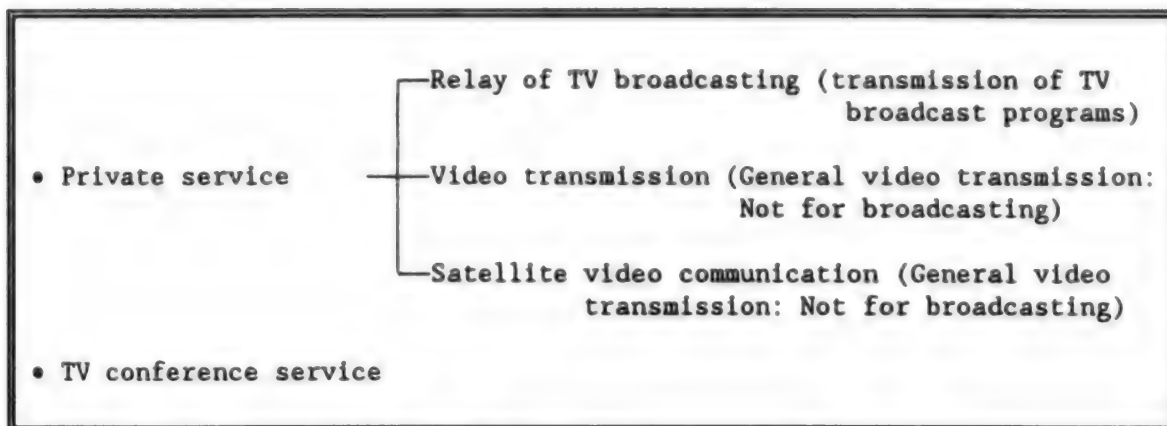 Relay of TV broadcasting (transmission of TV
broadcast programs)
• Private service
Video transmission (General video transmission:
Not for broadcasting)
Satellite video communication (General video
transmission: Not for broadcasting)
• TV conference service